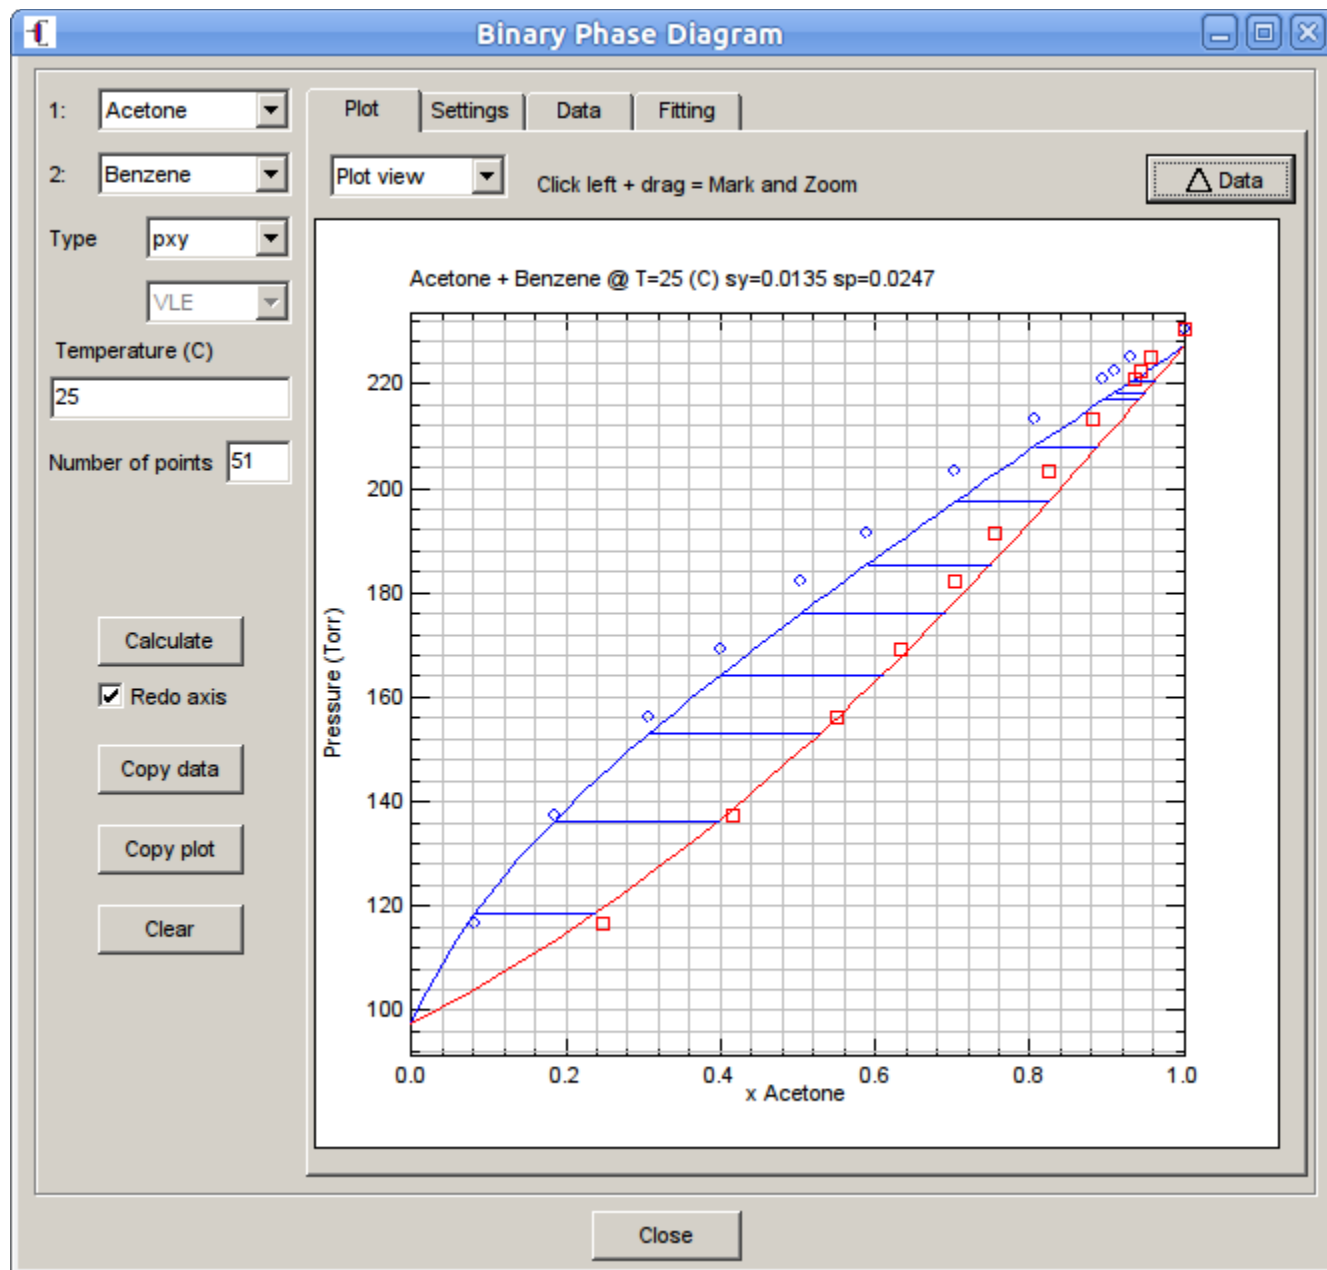 Binary Phase Diagram
1: Acetone
2: Benzene
Type pxy
VLE
Temperature (C)
25
Number of points 51
Calculate
Redo axis
Copy data
Copy plot
Clear
Plot Settings Data Fitting
Plot view Click left + drag = Mark and Zoom Data
Acetone + Benzene @ T=25 (C) sy=0.0135 sp=0.0247
Pressure (Torr)
220
200
180
160
140
120
100
0.0 0.2 0.4 0.6 0.8 1.0
x Acetone
Close